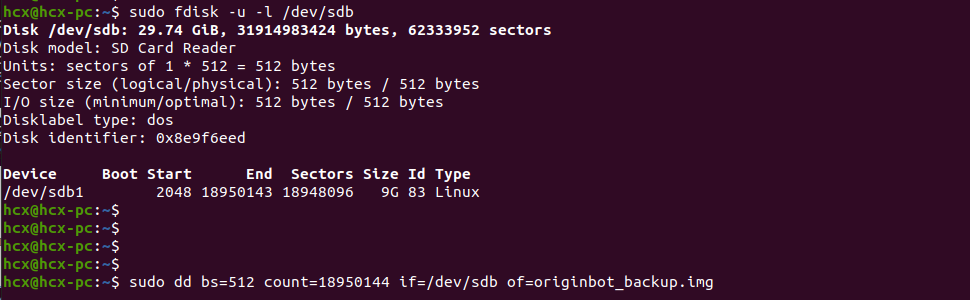 hcx@hcx-pc:~$ sudo fdisk -u -l /dev/sdb
Disk /dev/sdb: 29.74 GiB, 31914983424 bytes, 62333952 sectors
Disk model: SD Card Reader
Units: sectors of 1 * 512 = 512 bytes
Sector size (logical/physical): 512 bytes / 512 bytes
I/O size (minimum/optimal): 512 bytes / 512 bytes
Disklabel type: dos
Disk identifier: 0x8e9f6eed
Device     Boot Start      End  Sectors Size Id Type
/dev/sdb1        2048 18950143 18948096   9G 83 Linux
hcx@hcx-pc:~$
hcx@hcx-pc:~$
hcx@hcx-pc:~$
hcx@hcx-pc:~$
hcx@hcx-pc:~$ sudo dd bs=512 count=18950144 if=/dev/sdb of=originbot_backup.img